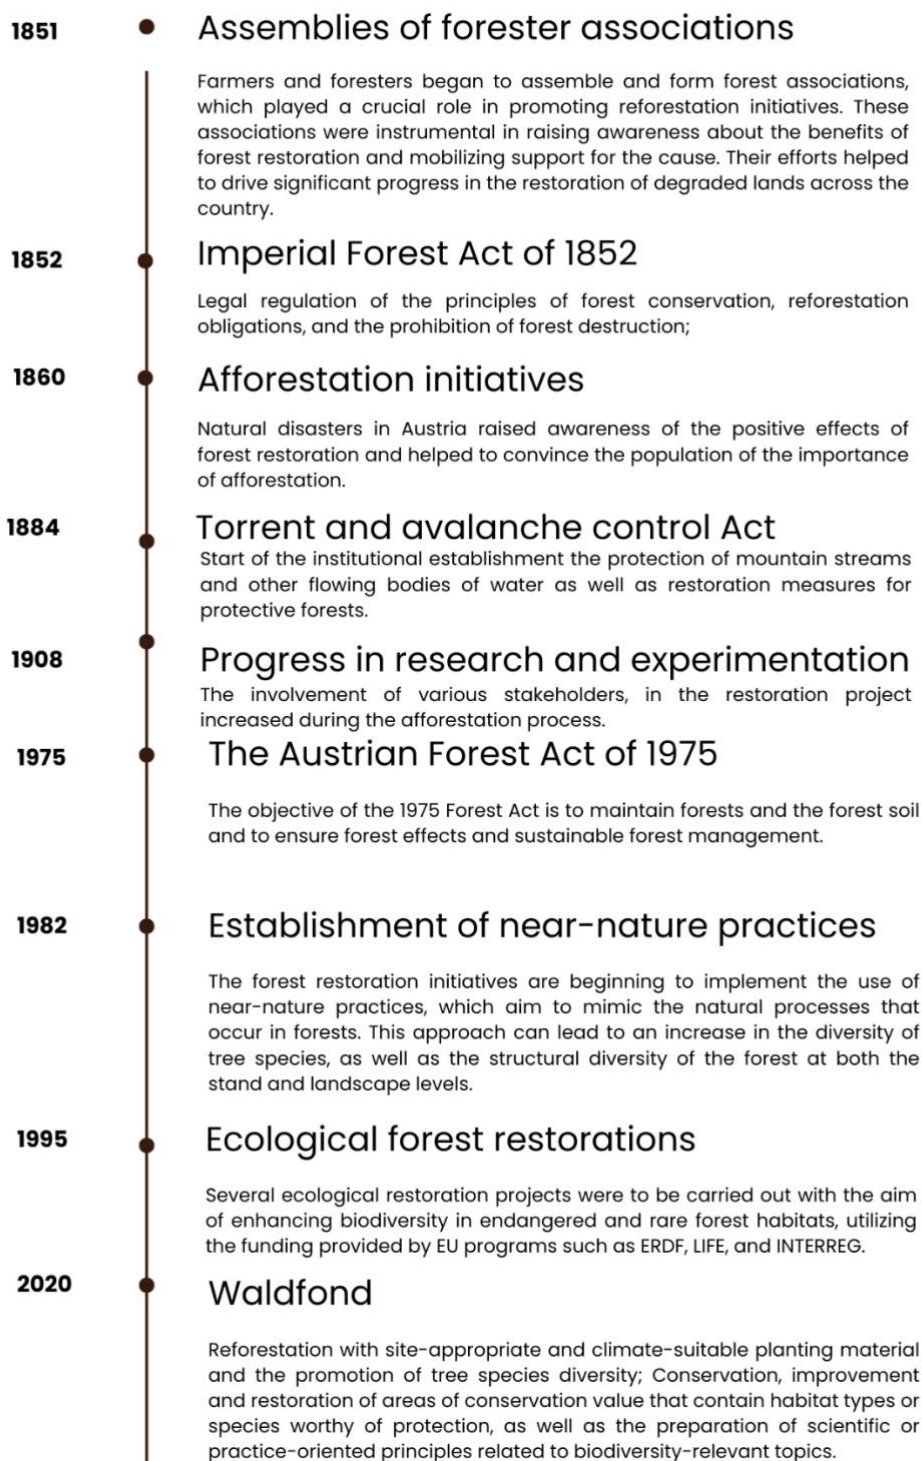 1851
Assemblies of forester associations
Farmers and foresters began to assemble and form forest associations,
which played a crucial role in promoting reforestation initiatives. These
associations were instrumental in raising awareness about the benefits of
forest restoration and mobilizing support for the cause. Their efforts helped
to drive significant progress in the restoration of degraded lands across the
country.
1852
Imperial Forest Act of 1852
Legal regulation of the principles of forest conservation, reforestation
obligations, and the prohibition of forest destruction;
1860
Afforestation initiatives
Natural disasters in Austria raised awareness of the positive effects of
forest restoration and helped to convince the population of the importance
of afforestation.
1884
Torrent and avalanche control Act
Start of the institutional establishment the protection of mountain streams
and other flowing bodies of water as well as restoration measures for
protective forests.
1908
Progress in research and experimentation
The involvement of various stakeholders, in the restoration project
increased during the afforestation process.
1975
The Austrian Forest Act of 1975
The objective of the 1975 Forest Act is to maintain forests and the forest soil
and to ensure forest effects and sustainable forest management.
1982
Establishment of near-nature practices
The forest restoration initiatives are beginning to implement the use of
near-nature practices, which aim to mimic the natural processes that
occur in forests. This approach can lead to an increase in the diversity of
tree species, as well as the structural diversity of the forest at both the
stand and landscape levels.
1995
Ecological forest restorations
Several ecological restoration projects were to be carried out with the aim
of enhancing biodiversity in endangered and rare forest habitats, utilizing
the funding provided by EU programs such as ERDF, LIFE, and INTERREG.
2020
Waldfond
Reforestation with site-appropriate and climate-suitable planting material
and the promotion of tree species diversity; Conservation, improvement
and restoration of areas of conservation value that contain habitat types or
species worthy of protection, as well as the preparation of scientific or
practice-oriented principles related to biodiversity-relevant topics.